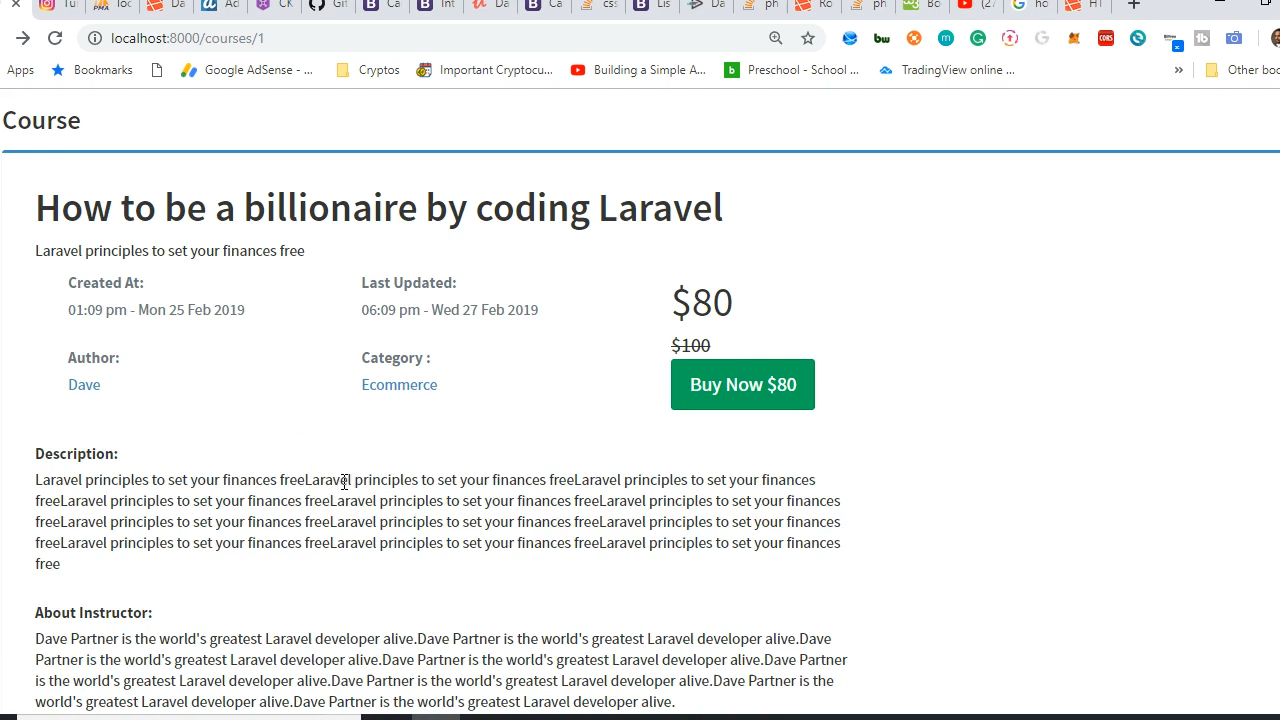 localhost:8000/courses/1
Apps Bookmarks Google AdSense - ... Cryptos Important Cryptocu... Building a Simple A... Preschool - School ... TradingView online ... » Other boo
Course
How to be a billionaire by coding Laravel
Laravel principles to set your finances free
Created At: Last Updated:
01:09 pm - Mon 25 Feb 2019 06:09 pm - Wed 27 Feb 2019
$80
$100
Author: Category :
Dave Ecommerce
Buy Now $80
Description:
Laravel principles to set your finances freeLaravel principles to set your finances freeLaravel principles to set your finances
freeLaravel principles to set your finances freeLaravel principles to set your finances freeLaravel principles to set your finances
freeLaravel principles to set your finances freeLaravel principles to set your finances freeLaravel principles to set your finances
freeLaravel principles to set your finances freeLaravel principles to set your finances freeLaravel principles to set your finances
free
About Instructor:
Dave Partner is the world's greatest Laravel developer alive.Dave Partner is the world's greatest Laravel developer alive.Dave
Partner is the world's greatest Laravel developer alive.Dave Partner is the world's greatest Laravel developer alive.Dave Partner
is the world's greatest Laravel developer alive.Dave Partner is the world's greatest Laravel developer alive.Dave Partner is the
world's greatest Laravel developer alive.Dave Partner is the world's greatest Laravel developer alive.